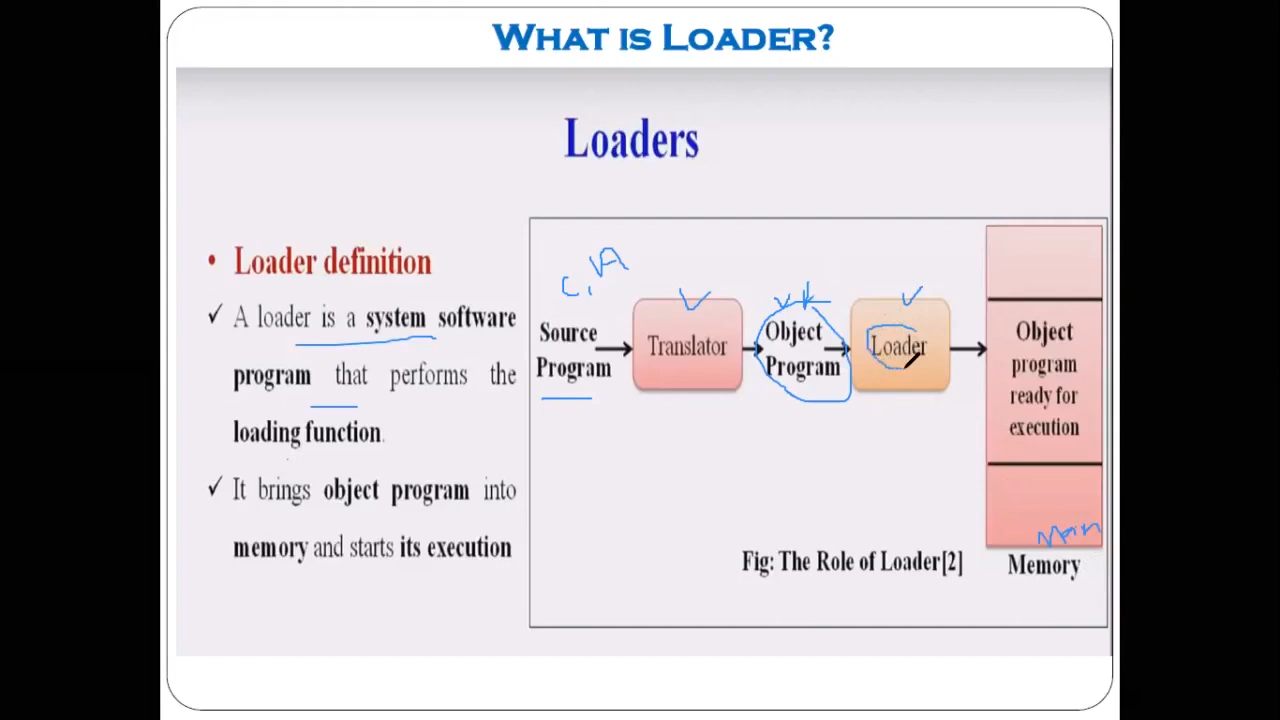 WHAT IS LOADER?
Loaders
• Loader definition
✓ A loader is a system software
program that performs the
loading function.
✓ It brings object program into
memory and starts its execution
C, A
Source
Program
Translator
Object
Program
Loader
Object
program
ready for
execution
Main
Memory
Fig: The Role of Loader[2]